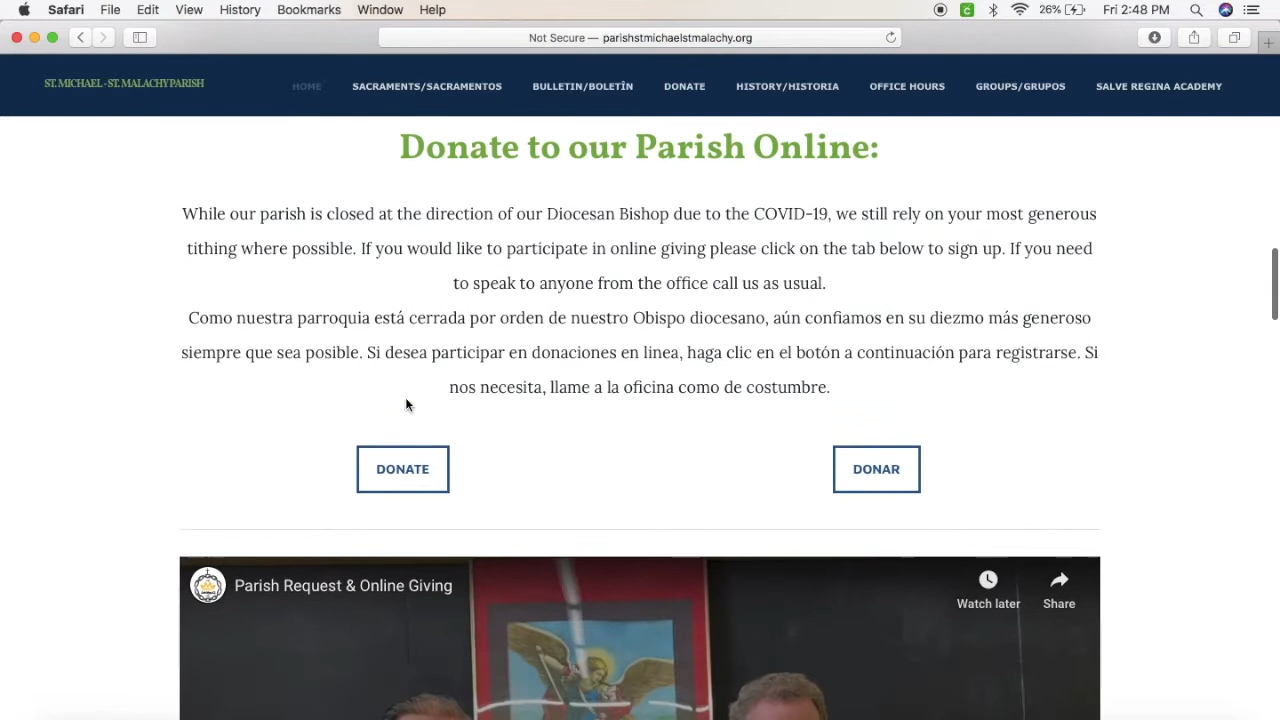 Safari File Edit View History Bookmarks Window Help 26% Fri 2:48 PM
Not Secure — parishstmichaelstmalachy.org
ST. MICHAEL - ST. MALACHY PARISH HOME SACRAMENTS/SACRAMENTOS BULLETIN/BOLETÎN DONATE HISTORY/HISTORIA OFFICE HOURS GROUPS/GRUPOS SALVE REGINA ACADEMY
Donate to our Parish Online:
While our parish is closed at the direction of our Diocesan Bishop due to the COVID-19, we still rely on your most generous
tithing where possible. If you would like to participate in online giving please click on the tab below to sign up. If you need
to speak to anyone from the office call us as usual.
Como nuestra parroquia está cerrada por orden de nuestro Obispo diocesano, aún confiamos en su diezmo más generoso
siempre que sea posible. Si desea participar en donaciones en linea, haga clic en el botón a continuación para registrarse. Si
nos necesita, llame a la oficina como de costumbre.
DONATE DONAR
Parish Request & Online Giving
Watch later Share